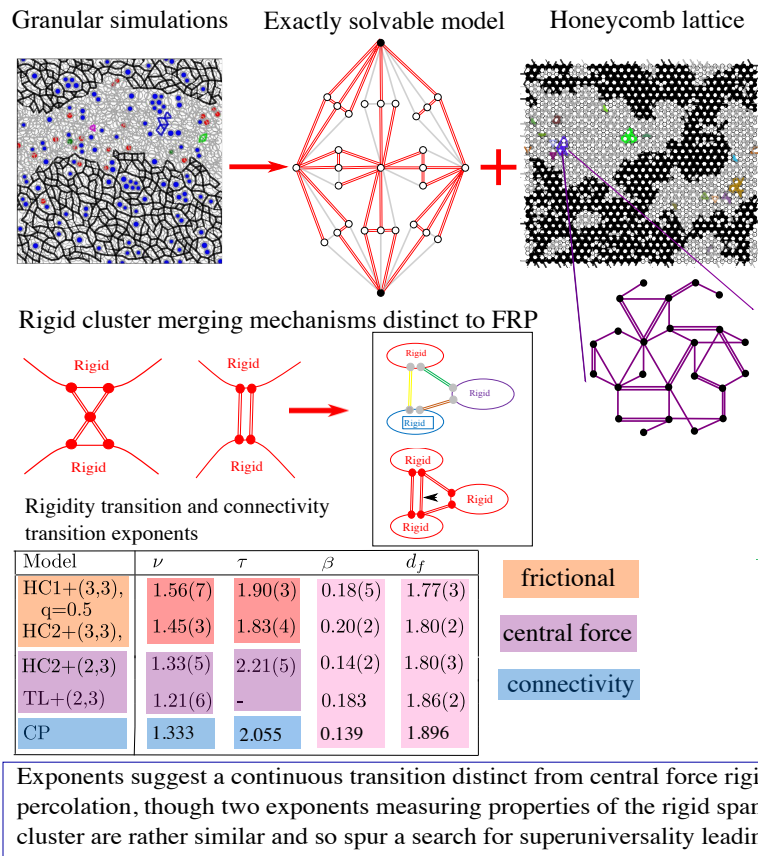 Granular simulations
Exactly solvable model
Honeycomb lattice
+
Rigid cluster merging mechanisms distinct to FRP
Rigid
Rigid
Rigid
Rigid
Rigid
Rigid
Rigid
Rigid
Rigid
Rigid
Rigidity transition and connectivity
transition exponents
Model ν τ β d_f
HC1+(3,3), 1.56(7) 1.90(3) 0.18(5) 1.77(3)
q=0.5
HC2+(3,3), 1.45(3) 1.83(4) 0.20(2) 1.80(2)
HC2+(2,3) 1.33(5) 2.21(5) 0.14(2) 1.80(3)
TL+(2,3) 1.21(6) - 0.183 1.86(2)
CP 1.333 2.055 0.139 1.896
frictional
central force
connectivity
Exponents suggest a continuous transition distinct from central force rigi
percolation, though two exponents measuring properties of the rigid span
cluster are rather similar and so spur a search for superuniversality leadin